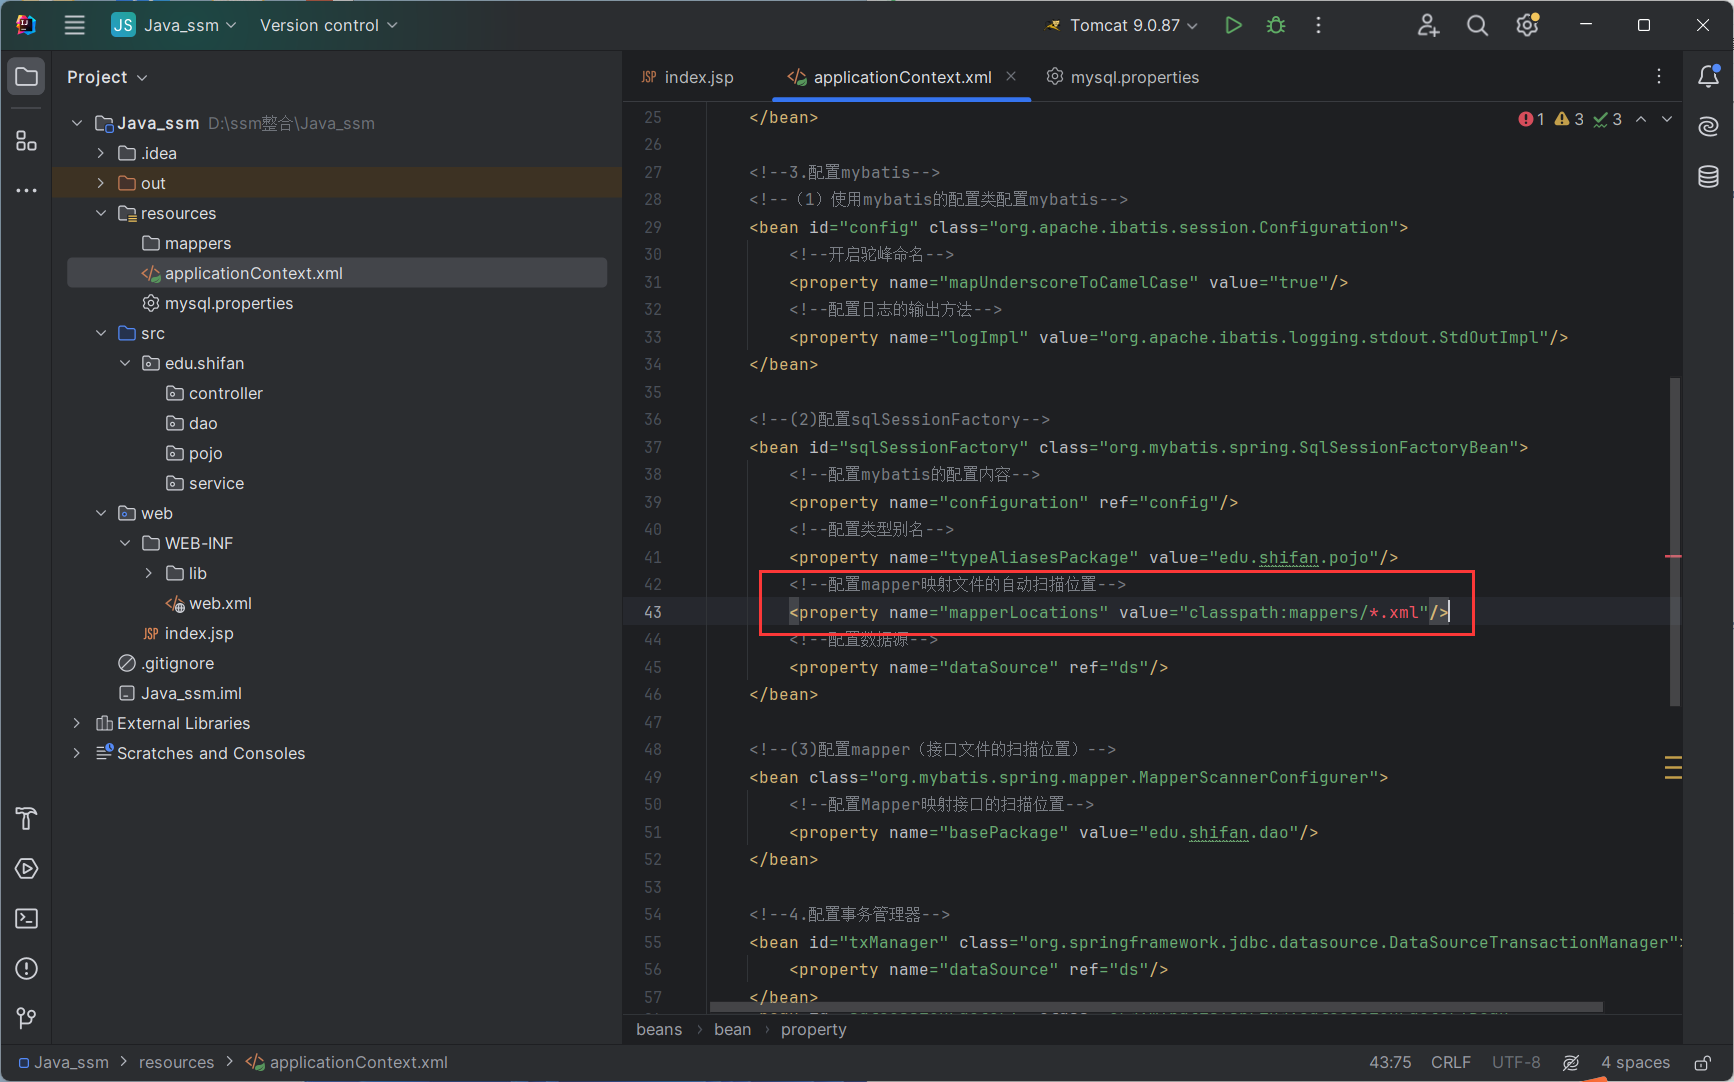 JS Java_ssm Version control Tomcat 9.0.87
Project
Java_ssm D:\ssm整合\Java_ssm
.idea
out
resources
mappers
applicationContext.xml
mysql.properties
src
edu.shifan
controller
dao
pojo
service
web
WEB-INF
lib
web.xml
JSP index.jsp
.gitignore
Java_ssm.iml
External Libraries
Scratches and Consoles
JSP index.jsp applicationContext.xml mysql.properties
1 3 3
25 </bean>
26
27 <!--3.配置mybatis-->
28 <!--（1）使用mybatis的配置类配置mybatis-->
29 <bean id="config" class="org.apache.ibatis.session.Configuration">
30 <!--开启驼峰命名-->
31 <property name="mapUnderscoreToCamelCase" value="true"/>
32 <!--配置日志的输出方法-->
33 <property name="logImpl" value="org.apache.ibatis.logging.stdout.StdOutImpl"/>
34 </bean>
35
36 <!--(2)配置sqlSessionFactory-->
37 <bean id="sqlSessionFactory" class="org.mybatis.spring.SqlSessionFactoryBean">
38 <!--配置mybatis的配置内容-->
39 <property name="configuration" ref="config"/>
40 <!--配置类型别名-->
41 <property name="typeAliasesPackage" value="edu.shifan.pojo"/>
42 <!--配置mapper映射文件的自动扫描位置-->
43 <property name="mapperLocations" value="classpath:mappers/*.xml"/>
44 <!--配置数据源-->
45 <property name="dataSource" ref="ds"/>
46 </bean>
47
48 <!--(3)配置mapper（接口文件的扫描位置）-->
49 <bean class="org.mybatis.spring.mapper.MapperScannerConfigurer">
50 <!--配置Mapper映射接口的扫描位置-->
51 <property name="basePackage" value="edu.shifan.dao"/>
52 </bean>
53
54 <!--4.配置事务管理器-->
55 <bean id="txManager" class="org.springframework.jdbc.datasource.DataSourceTransactionManager">
56 <property name="dataSource" ref="ds"/>
57 </bean>
beans > bean > property
Java_ssm > resources > applicationContext.xml 43:75 CRLF UTF-8 4 spaces